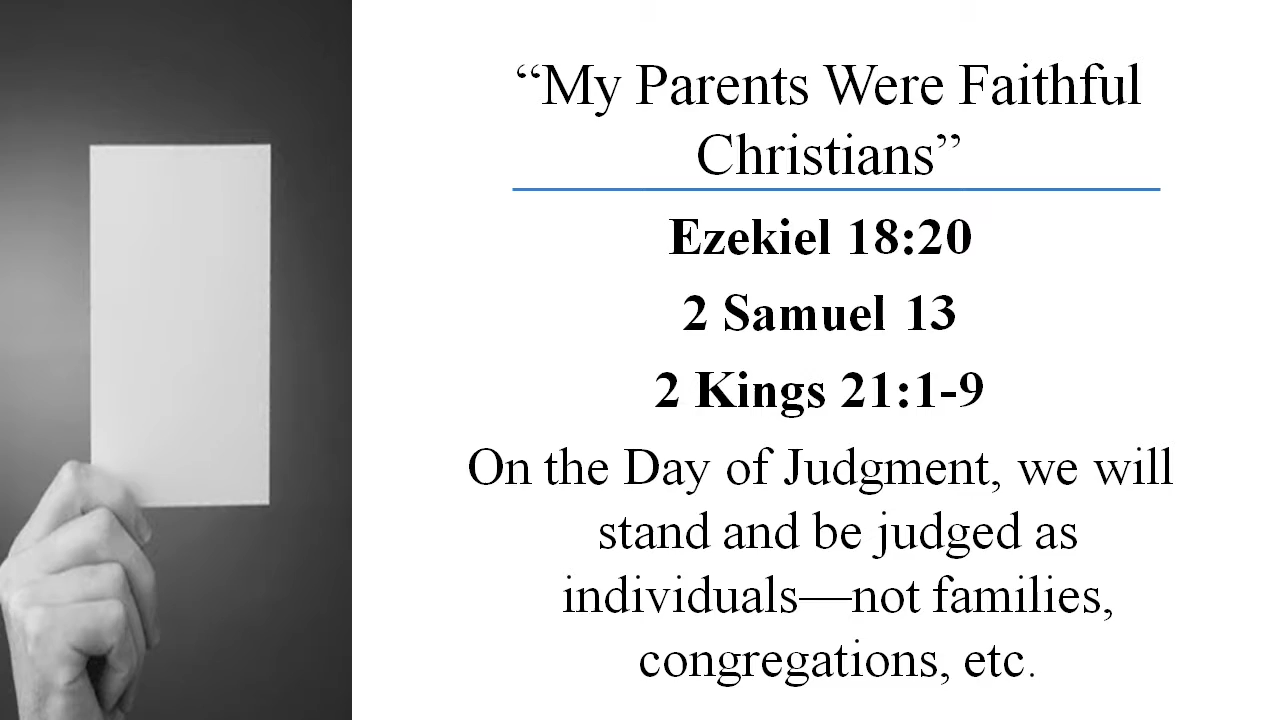 “My Parents Were Faithful
Christians”
Ezekiel 18:20
2 Samuel 13
2 Kings 21:1-9
On the Day of Judgment, we will
stand and be judged as
individuals—not families,
congregations, etc.